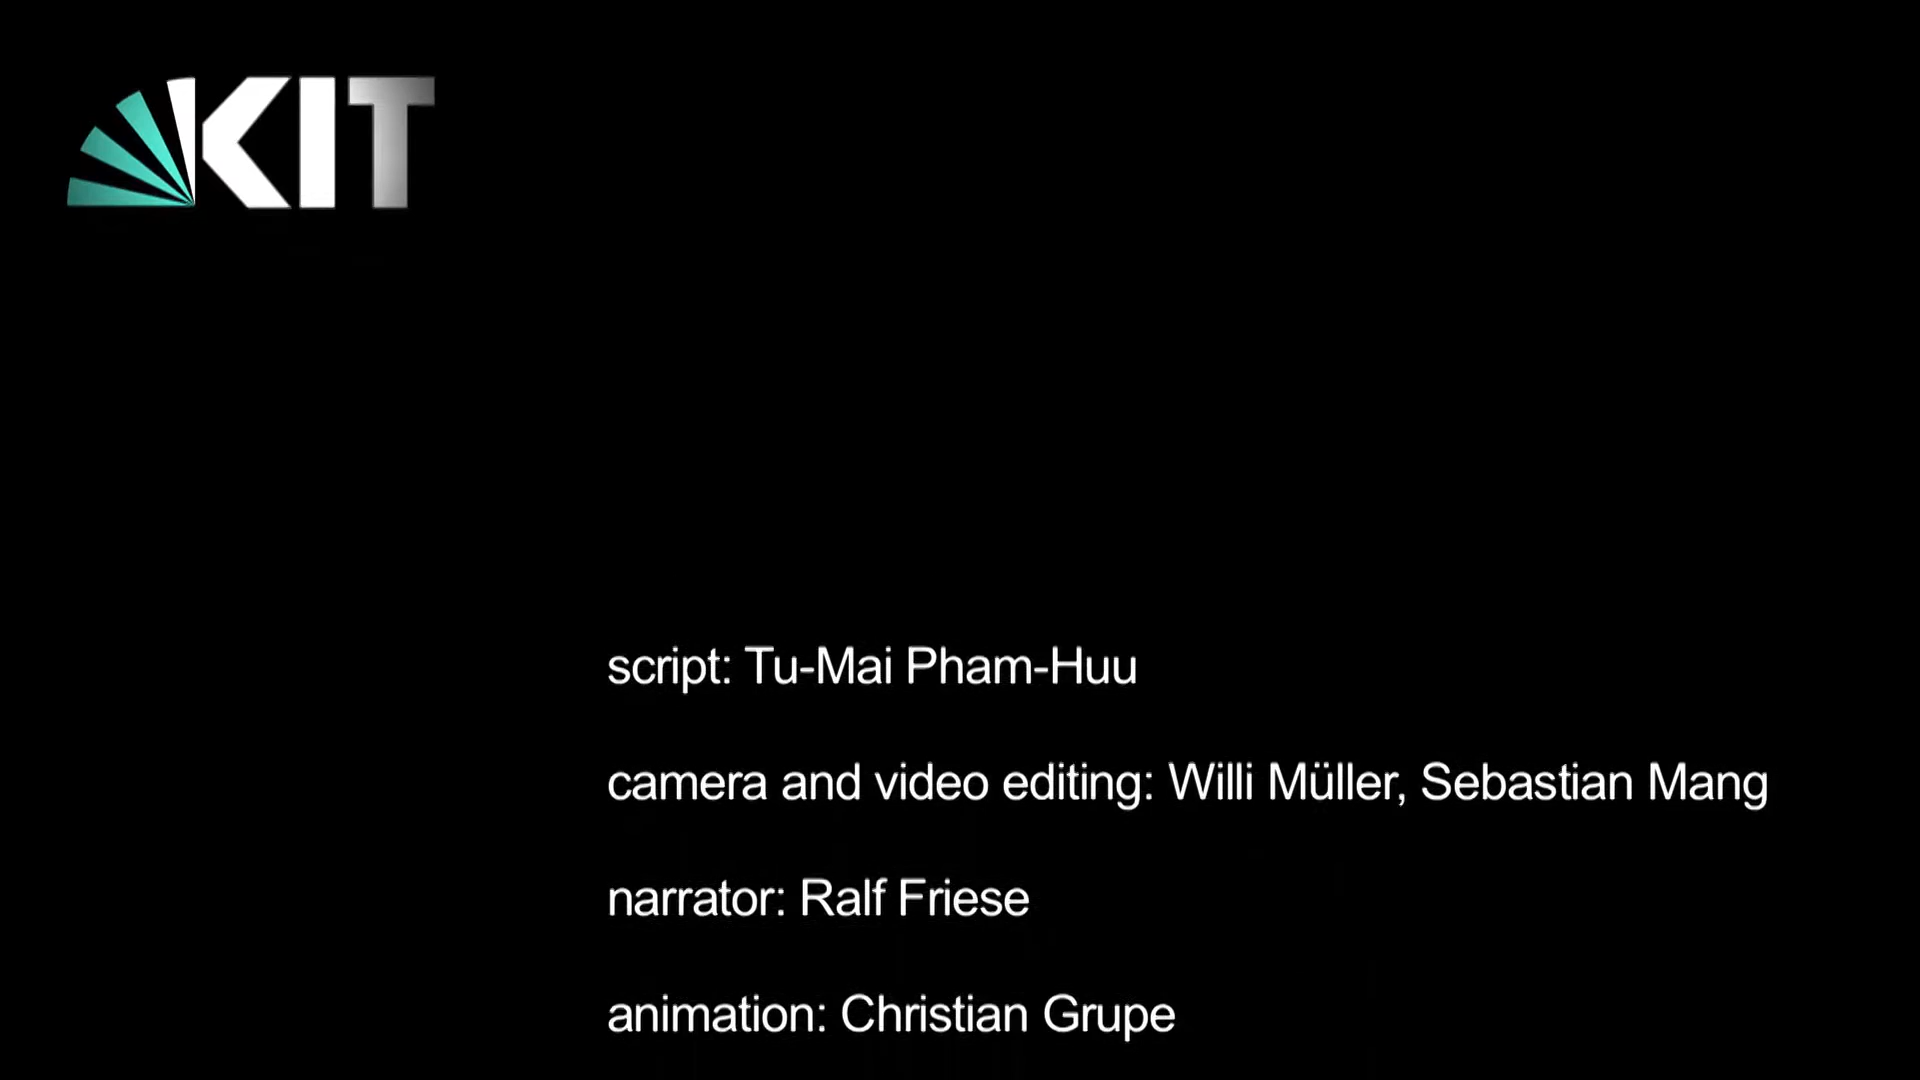 KIT
script: Tu-Mai Pham-Huu
camera and video editing: Willi Müller, Sebastian Mang
narrator: Ralf Friese
animation: Christian Grupe